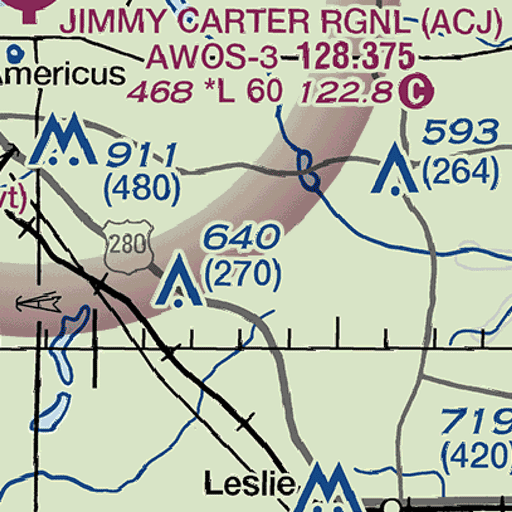 JIMMY CARTER RGNL (ACJ)
AWOS-3 128.375
Americus
468 *L 60 122.8 C
593
(264)
911
(480)
vt)
280
640
(270)
719
(420)
Leslie